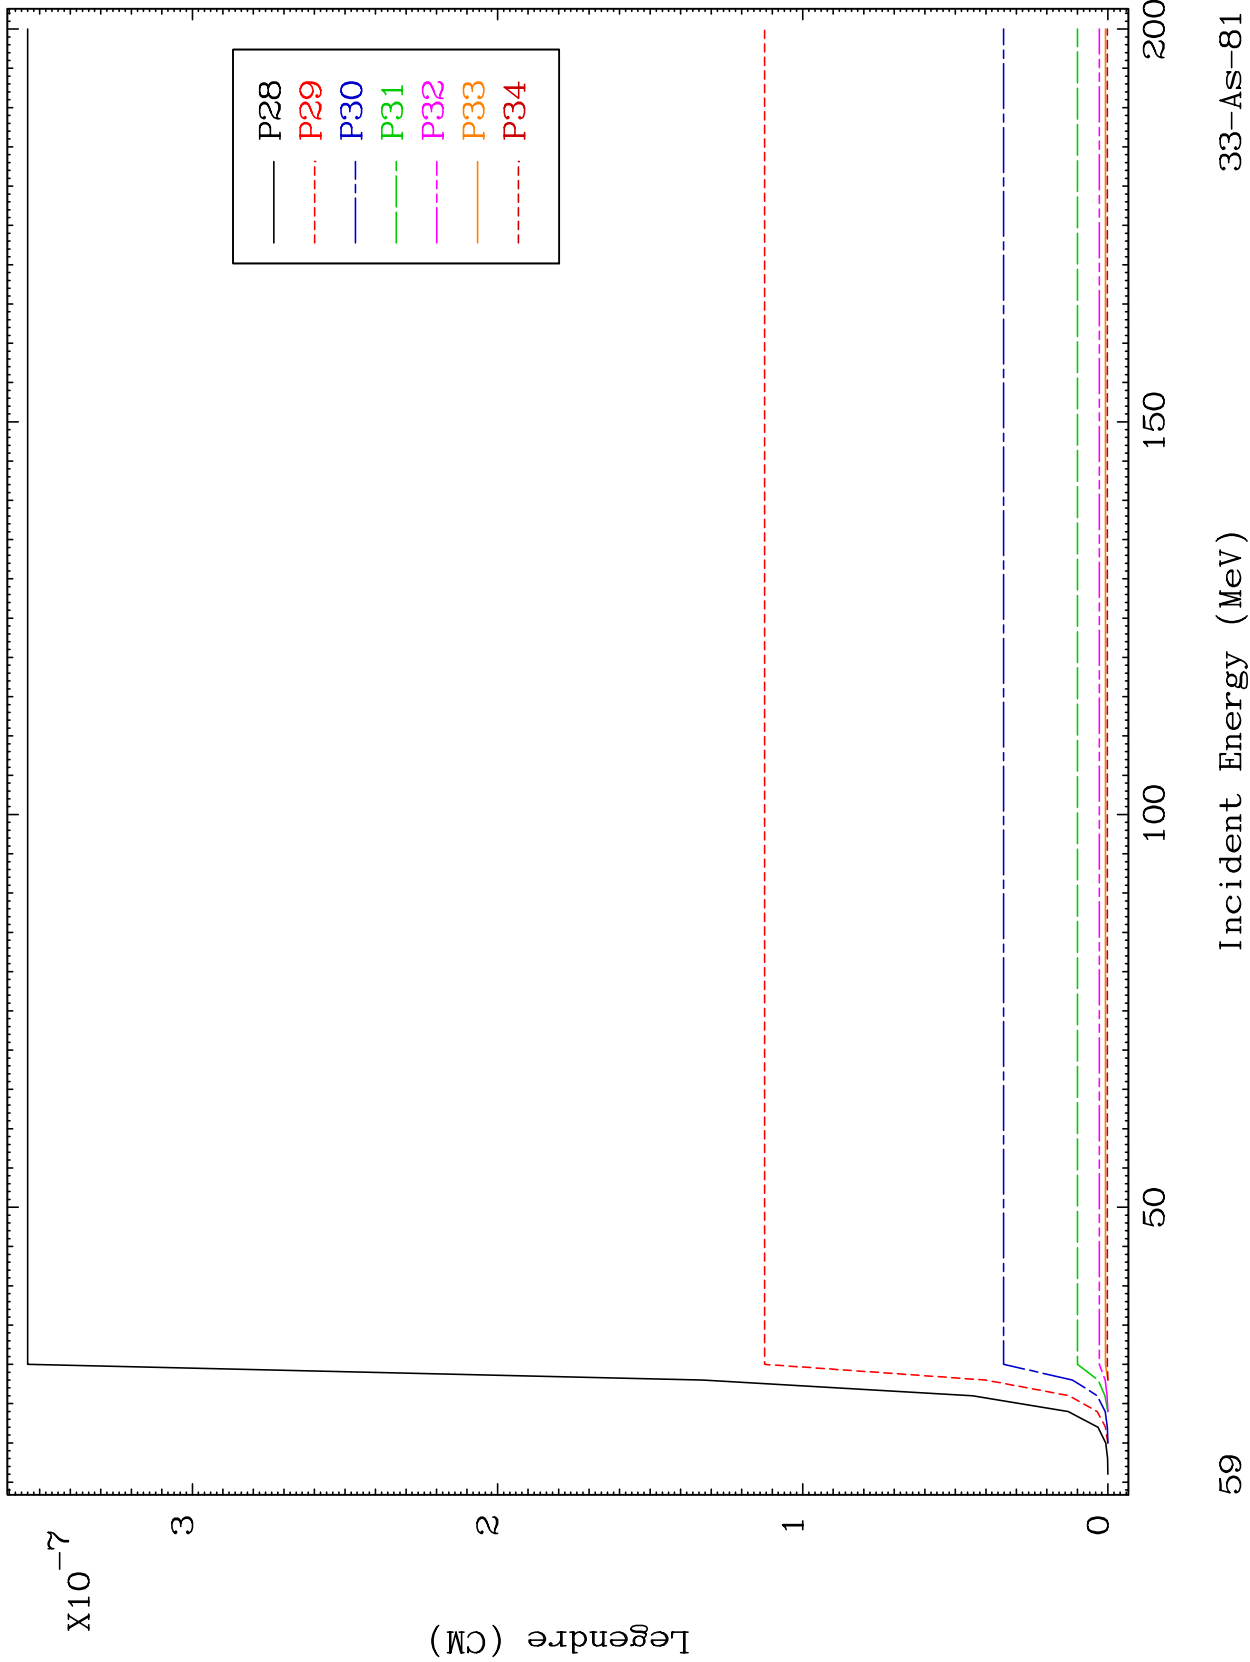 X10-7
3
2
1
0
Legendre (CM)
P28
P29
P30
P31
P32
P33
P34
50
100
150
200
59
Incident Energy (MeV)
33-As-81